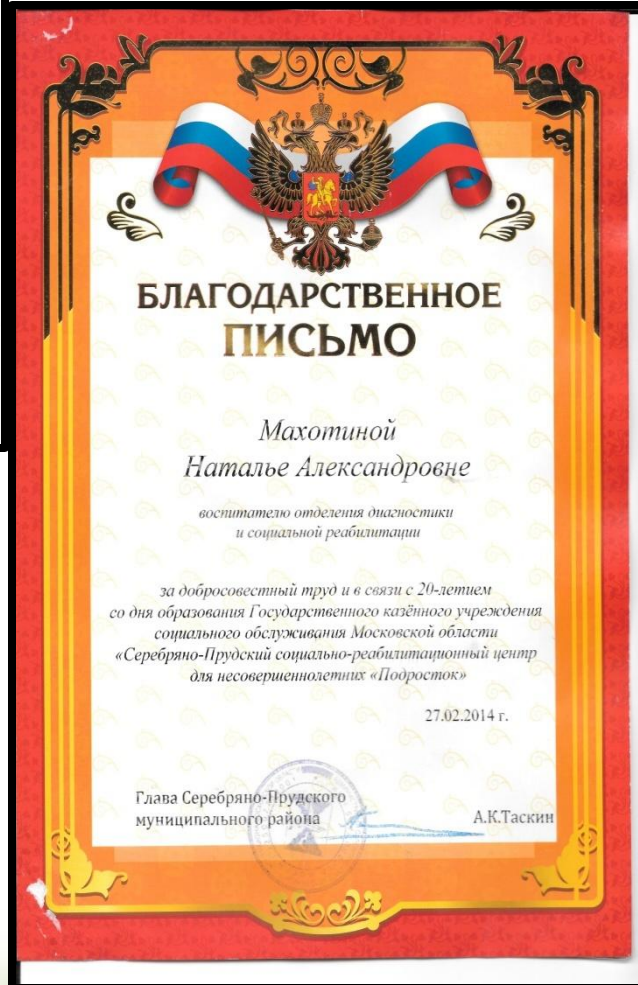 БЛАГОДАРСТВЕННОЕ
ПИСЬМО
Махотиной
Наталье Александровне
воспитателю отделения диагностики
и социальной реабилитации
за добросовестный труд и в связи с 20-летием
со дня образования Государственного казённого учреждения
социального обслуживания Московской области
«Серебряно-Прудский социально-реабилитационный центр
для несовершеннолетних «Подросток»
27.02.2014 г.
Глава Серебряно-Прудского
муниципального района А.К.Таскин